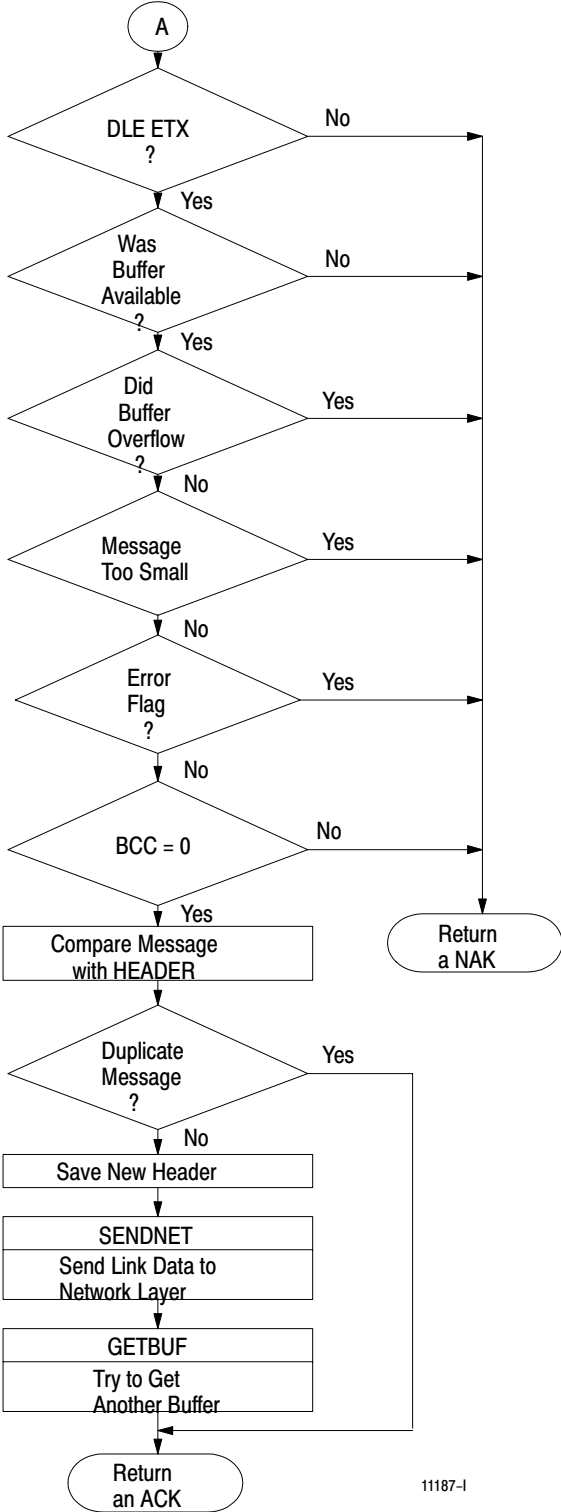 A
DLE ETX
?
No
Yes
Was
Buffer
Available
?
No
Yes
Did
Buffer
Overflow
?
Yes
No
Message
Too Small
Yes
No
Error
Flag
?
Yes
No
BCC = 0
No
Yes
Compare Message
with HEADER
Return
a NAK
Duplicate
Message
?
Yes
No
Save New Header
SENDNET
Send Link Data to
Network Layer
GETBUF
Try to Get
Another Buffer
Return
an ACK
11187-I